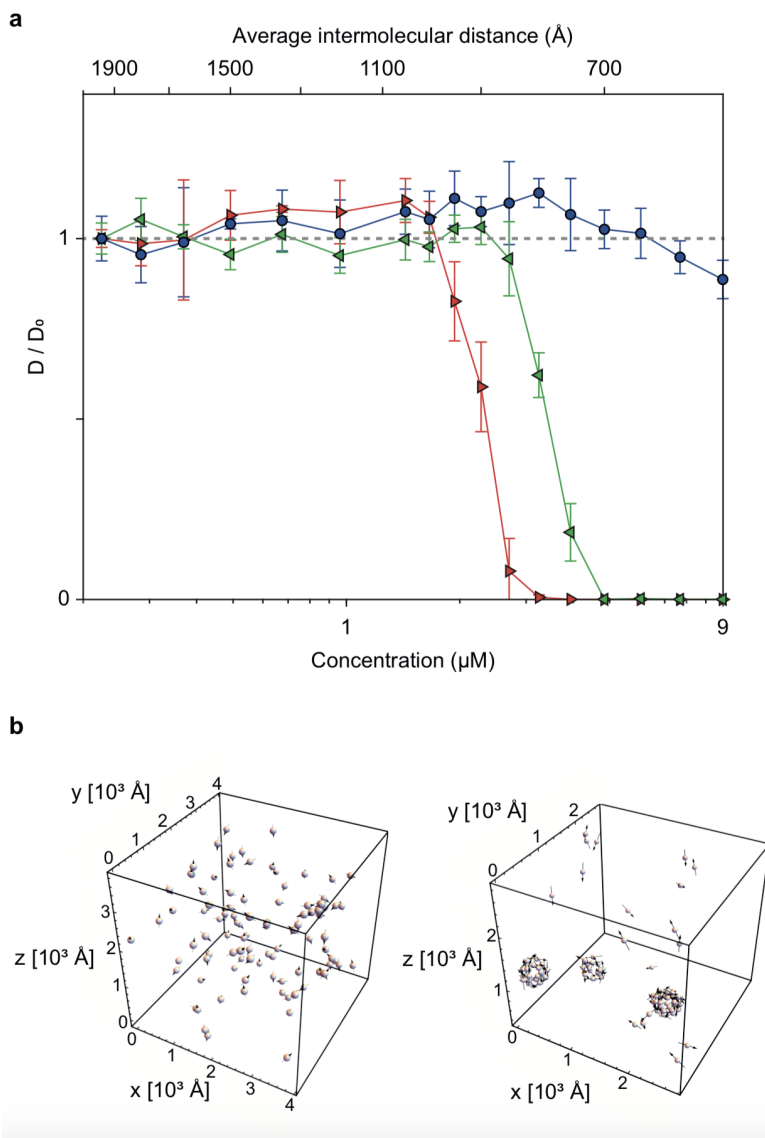 a
Average intermolecular distance (Å)
1900 1500 1100 700
1
D / D₀
0
1 9
Concentration (μM)
b
y [10³ Å] 0 1 2 3 4
z [10³ Å] 3 2 1 0
0 1 2 3 4
x [10³ Å]
y [10³ Å] 0 1 2
z [10³ Å] 2 1
0 1 2
x [10³ Å]